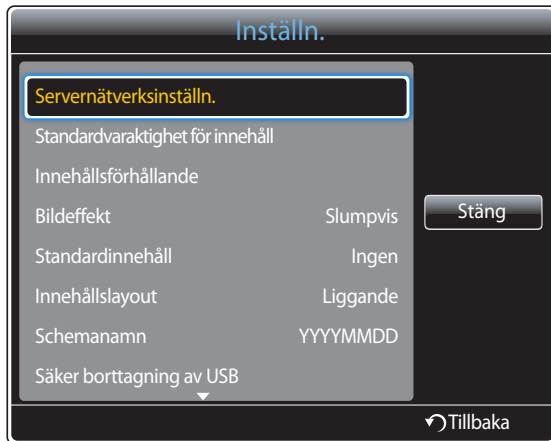 Inställn.
Servernätverksinställn.
Standardvaraktighet för innehåll
Innehållsförhållande
Bildeffekt Slumpvis
Stäng
Standardinnehåll Ingen
Innehållslayout Liggande
Schemanamn YYYYMMDD
Säker borttagning av USB
Tillbaka